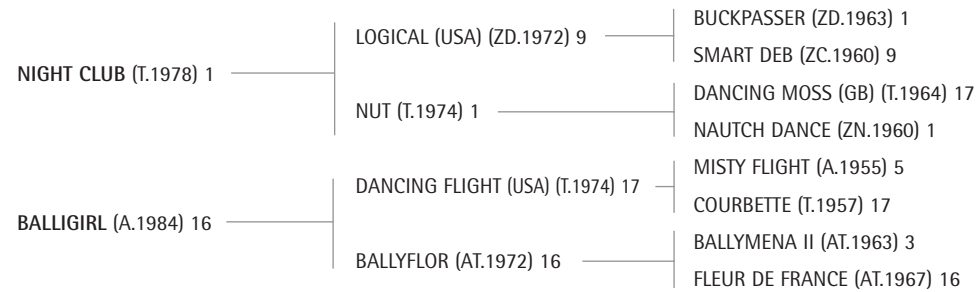 NIGHT CLUB (T.1978) 1
LOGICAL (USA) (ZD.1972) 9
BUCKPASSER (ZD.1963) 1
SMART DEB (ZC.1960) 9
NUT (T.1974) 1
DANCING MOSS (GB) (T.1964) 17
NAUTCH DANCE (ZN.1960) 1
BALLIGIRL (A.1984) 16
DANCING FLIGHT (USA) (T.1974) 17
MISTY FLIGHT (A.1955) 5
COURBETTE (T.1957) 17
BALLYFLOR (AT.1972) 16
BALLYMENA II (AT.1963) 3
FLEUR DE FRANCE (AT.1967) 16